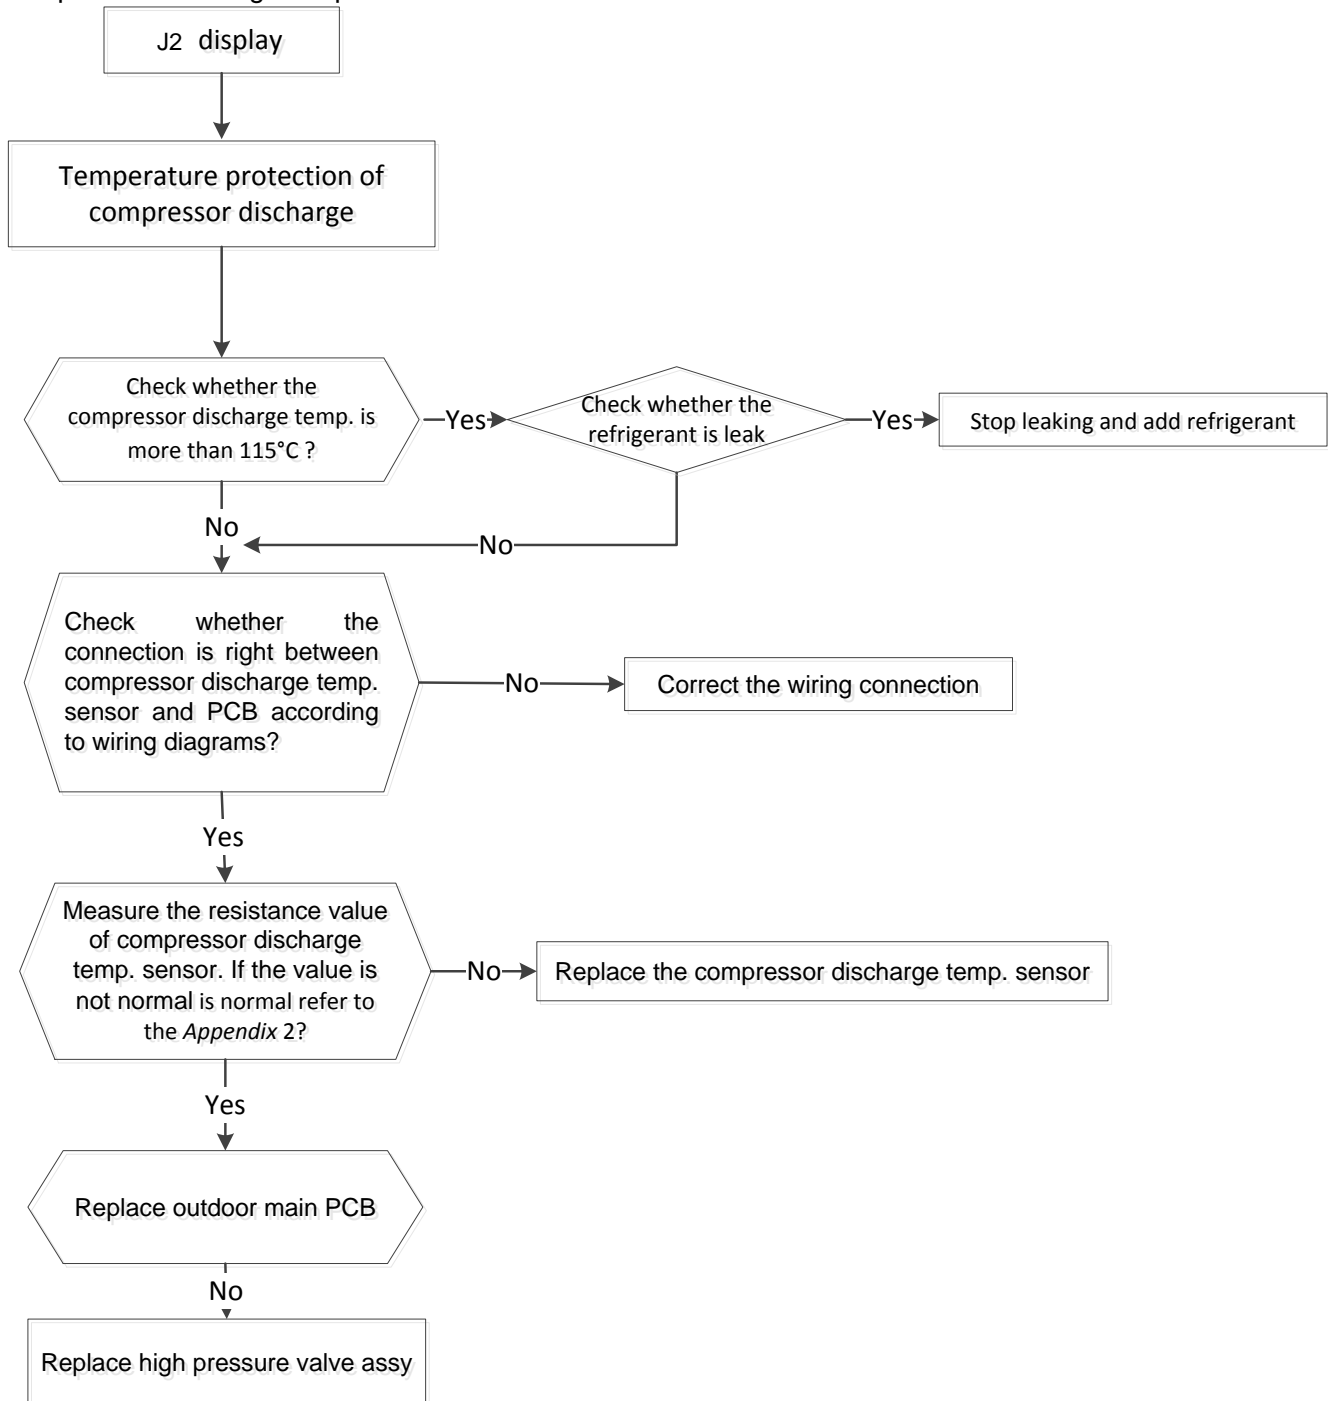 J2 display
Temperature protection of
compressor discharge
Check whether the
compressor discharge temp. is
more than 115°C ?
Yes
Check whether the
refrigerant is leak
Yes
Stop leaking and add refrigerant
No
No
Check whether the
connection is right between
compressor discharge temp.
sensor and PCB according
to wiring diagrams?
No
Correct the wiring connection
Yes
Measure the resistance value
of compressor discharge
temp. sensor. If the value is
not normal is normal refer to
the Appendix 2?
No
Replace the compressor discharge temp. sensor
Yes
Replace outdoor main PCB
No
Replace high pressure valve assy